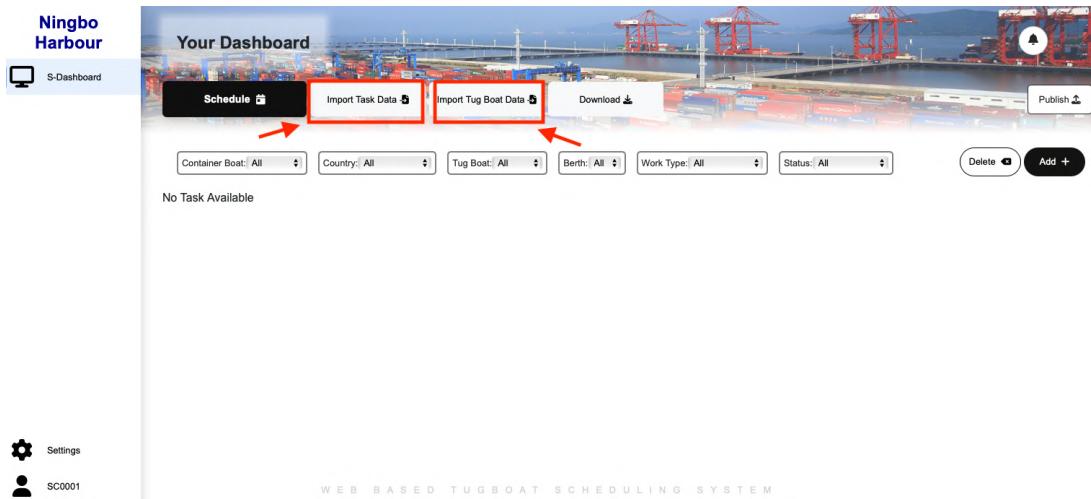 Ningbo
Harbour
S-Dashboard
Your Dashboard
Schedule
Import Task Data
Import Tug Boat Data
Download
Publish
Container Boat: All
Country: All
Tug Boat: All
Berth: All
Work Type: All
Status: All
Delete
Add +
No Task Available
Settings
SC0001
WEB BASED TUGBOAT SCHEDULING SYSTEM